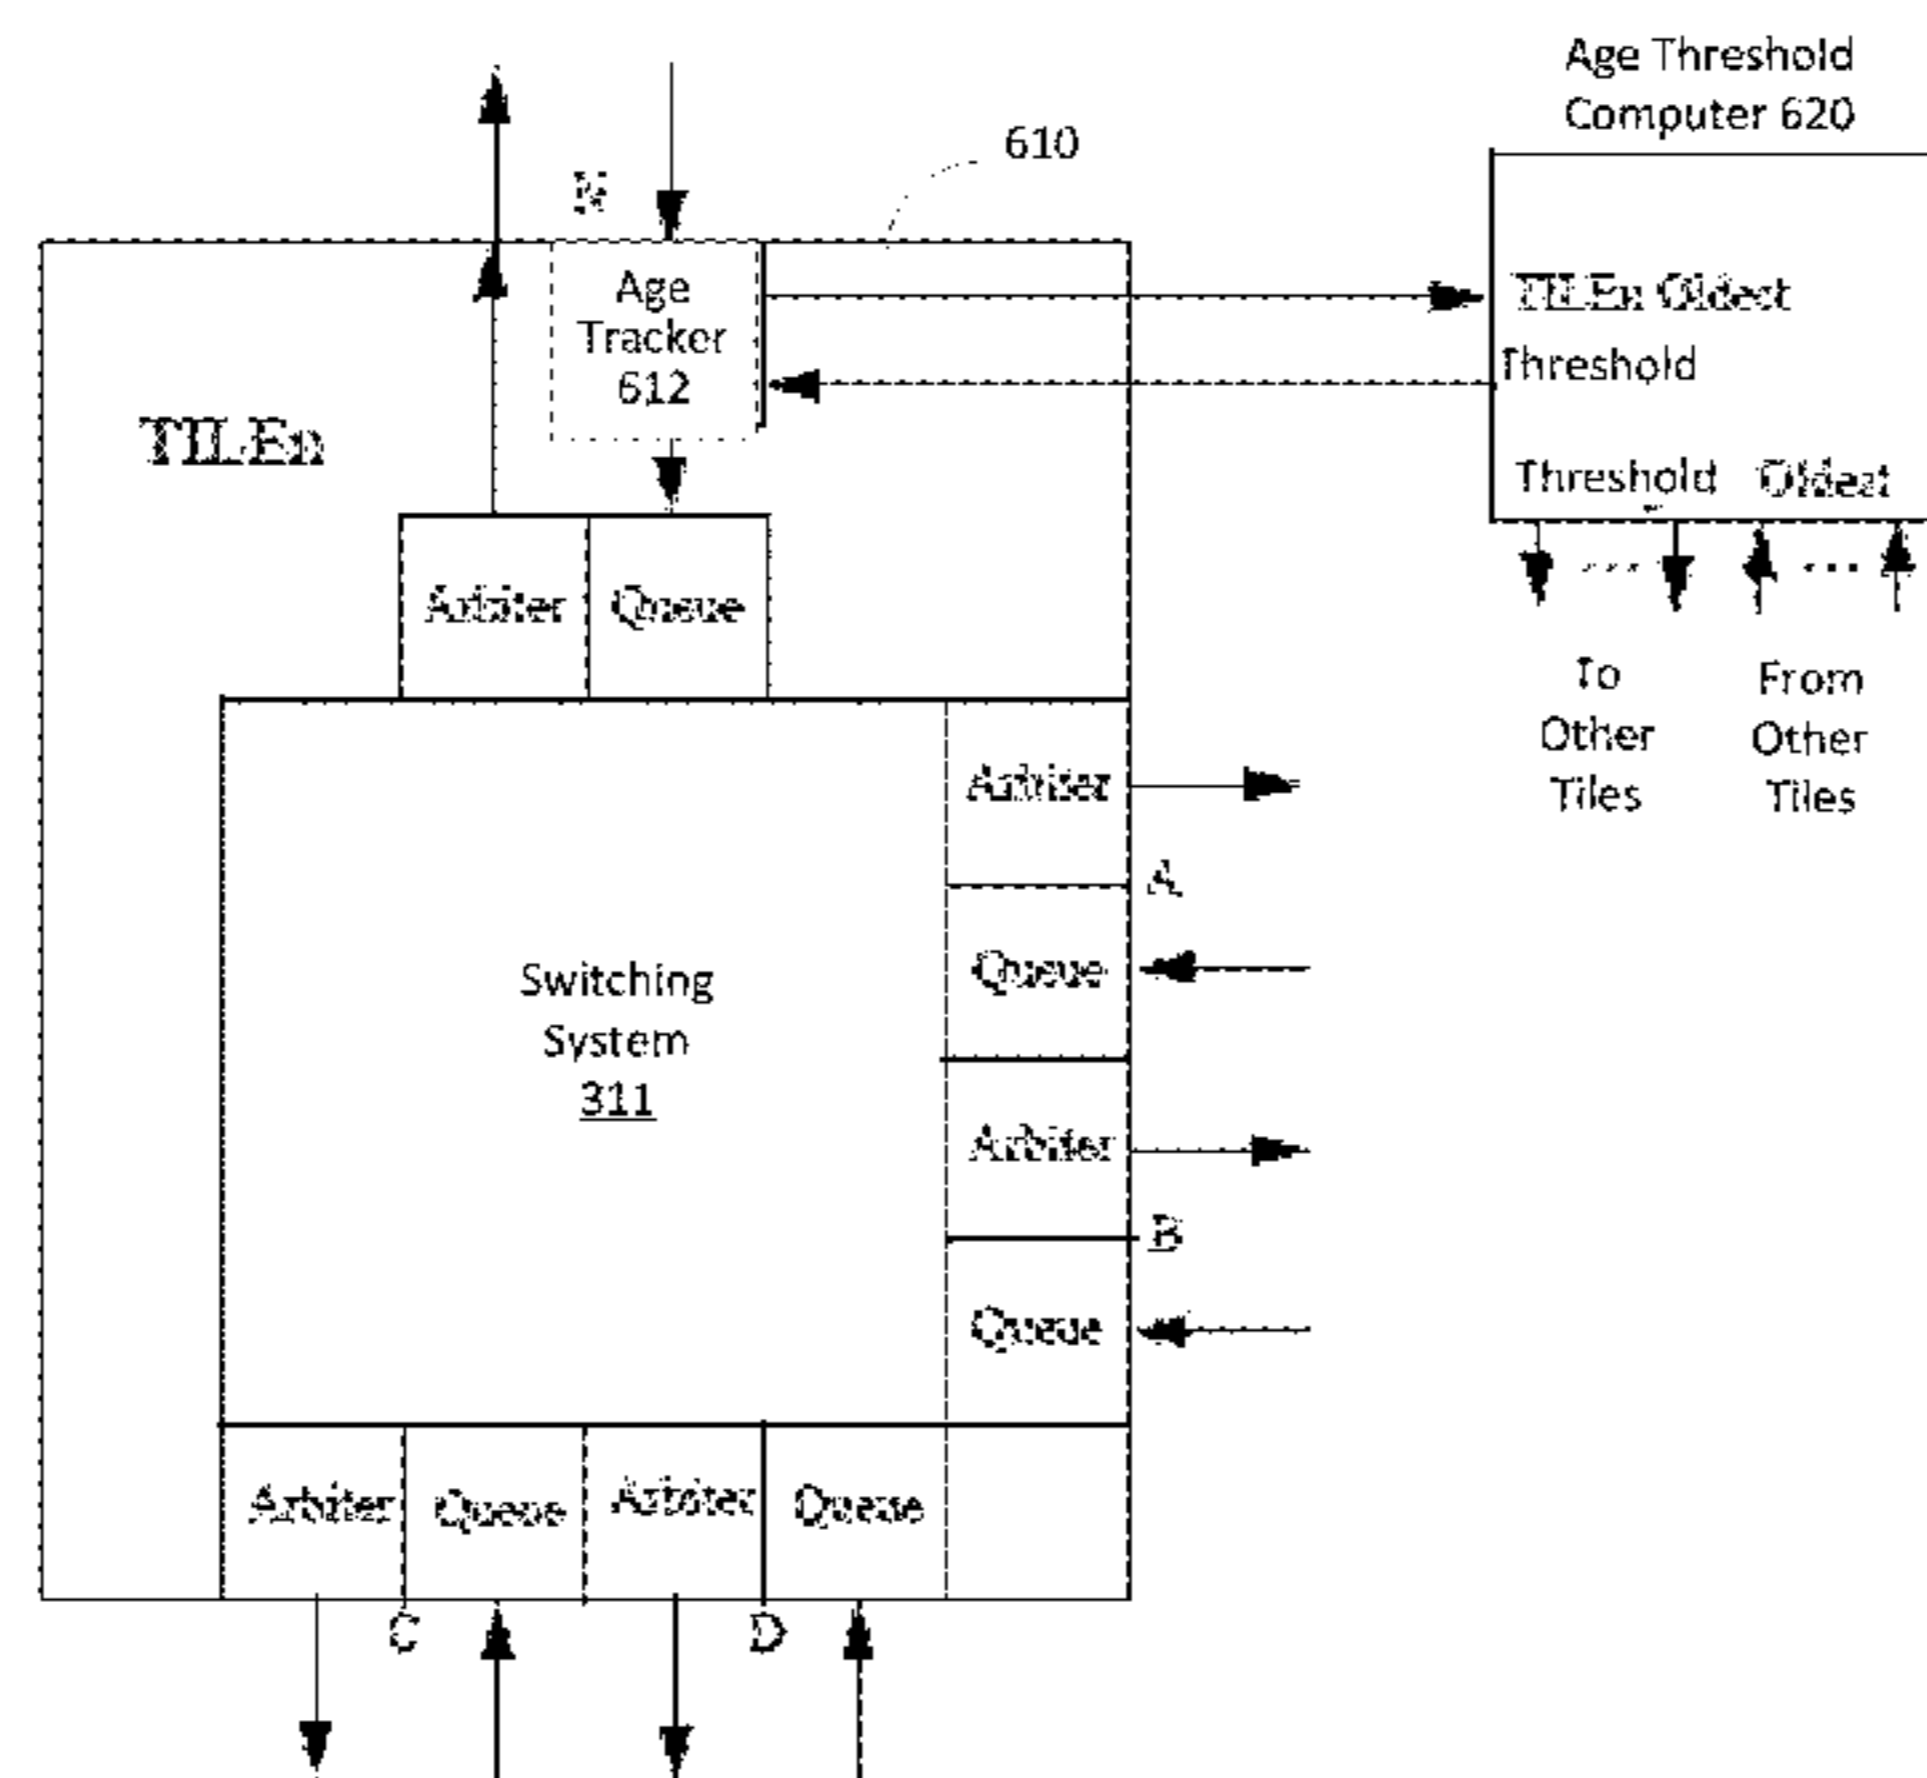 Age Threshold
Computer 620
610
N
Age
Tracker
612
TILEn Oldest
Threshold
TILEn
Threshold Oldest
Arbiter Queue
To
Other
Tiles
From
Other
Tiles
Arbiter
A
Queue
Switching
System
311
Arbiter
B
Queue
Arbiter Queue Arbiter Queue
C D